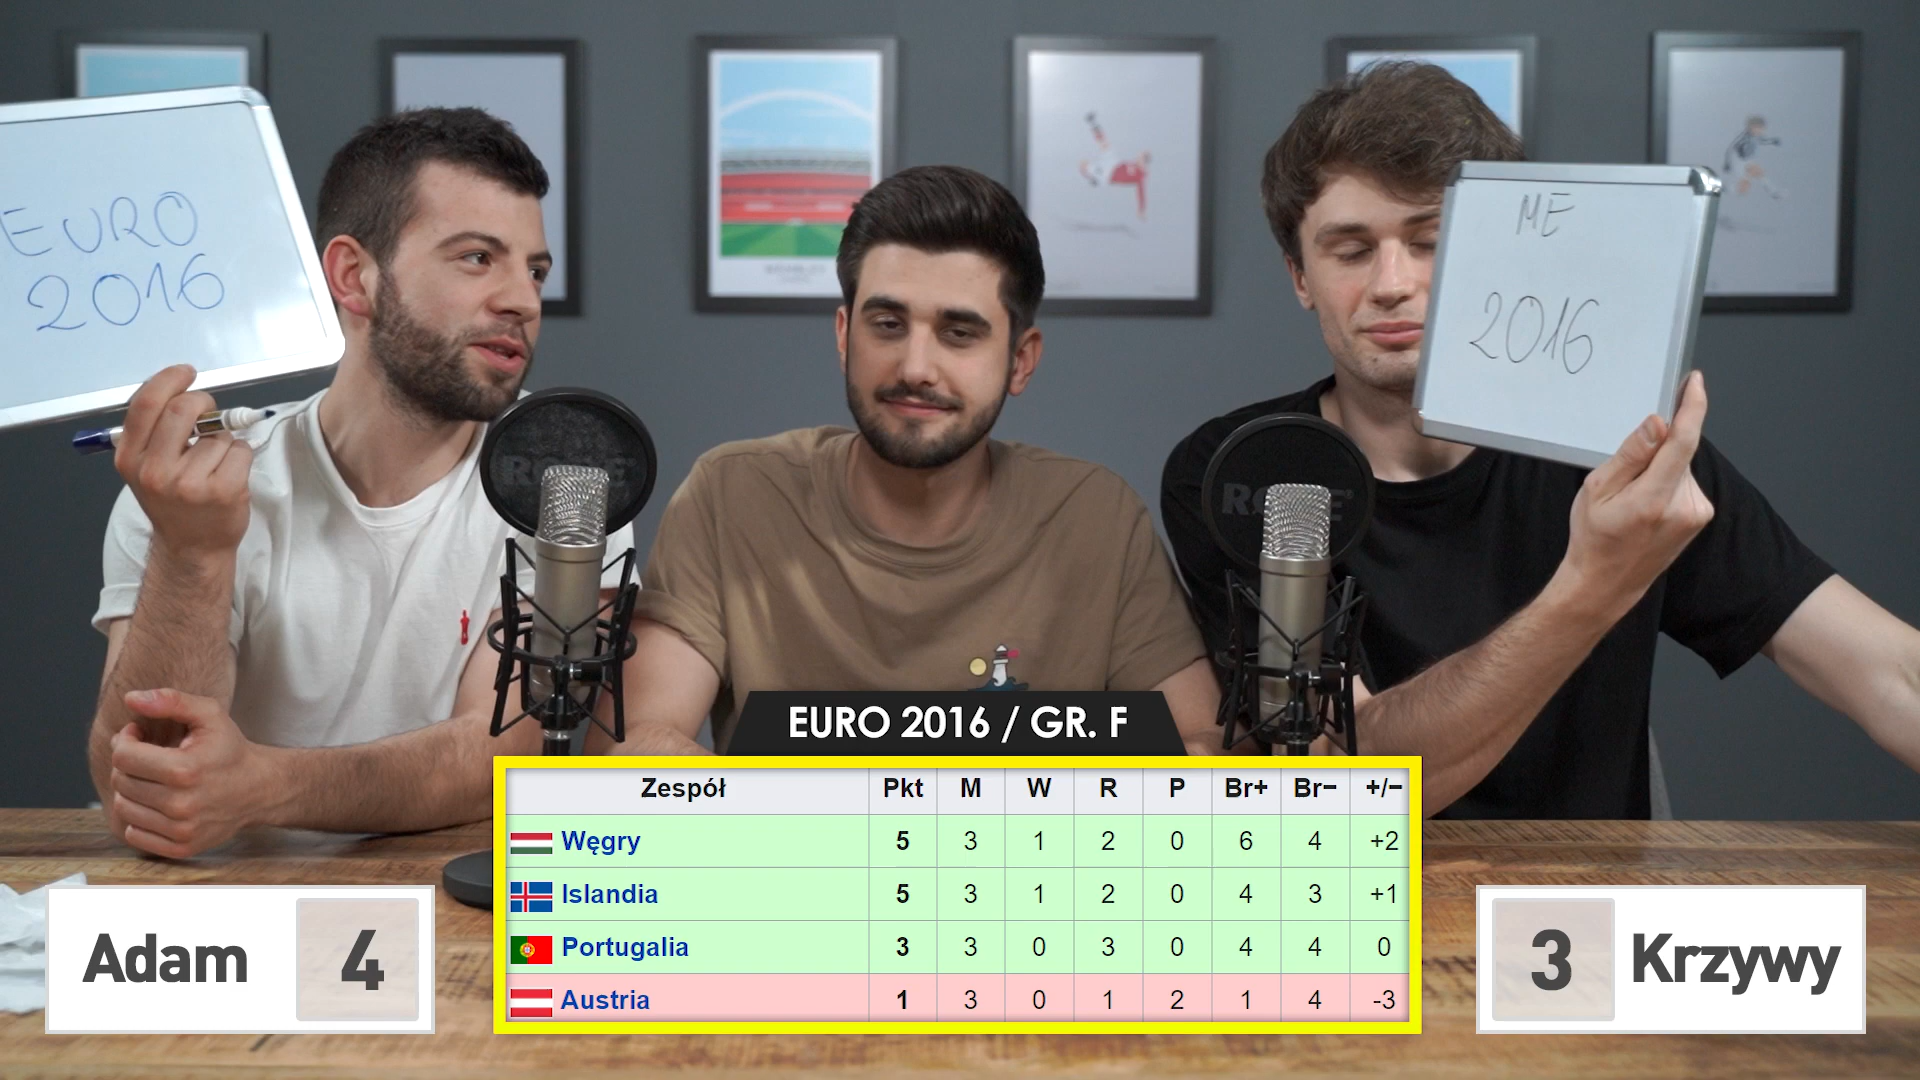 EURO
2016
ME
2016
RODE
RODE
EURO 2016 / GR. F
Zespół Pkt M W R P Br+ Br− +/−
Węgry 5 3 1 2 0 6 4 +2
Islandia 5 3 1 2 0 4 3 +1
Portugalia 3 3 0 3 0 4 4 0
Austria 1 3 0 1 2 1 4 -3
Adam 4
3 Krzywy